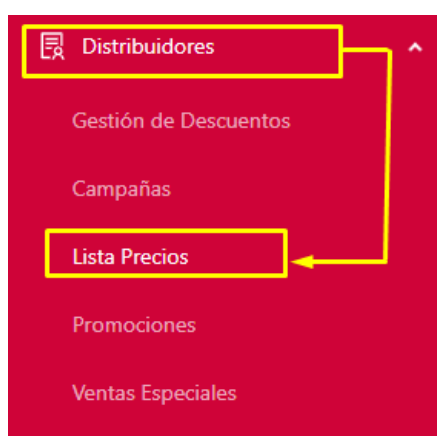 Distribuidores
Gestión de Descuentos
Campañas
Lista Precios
Promociones
Ventas Especiales